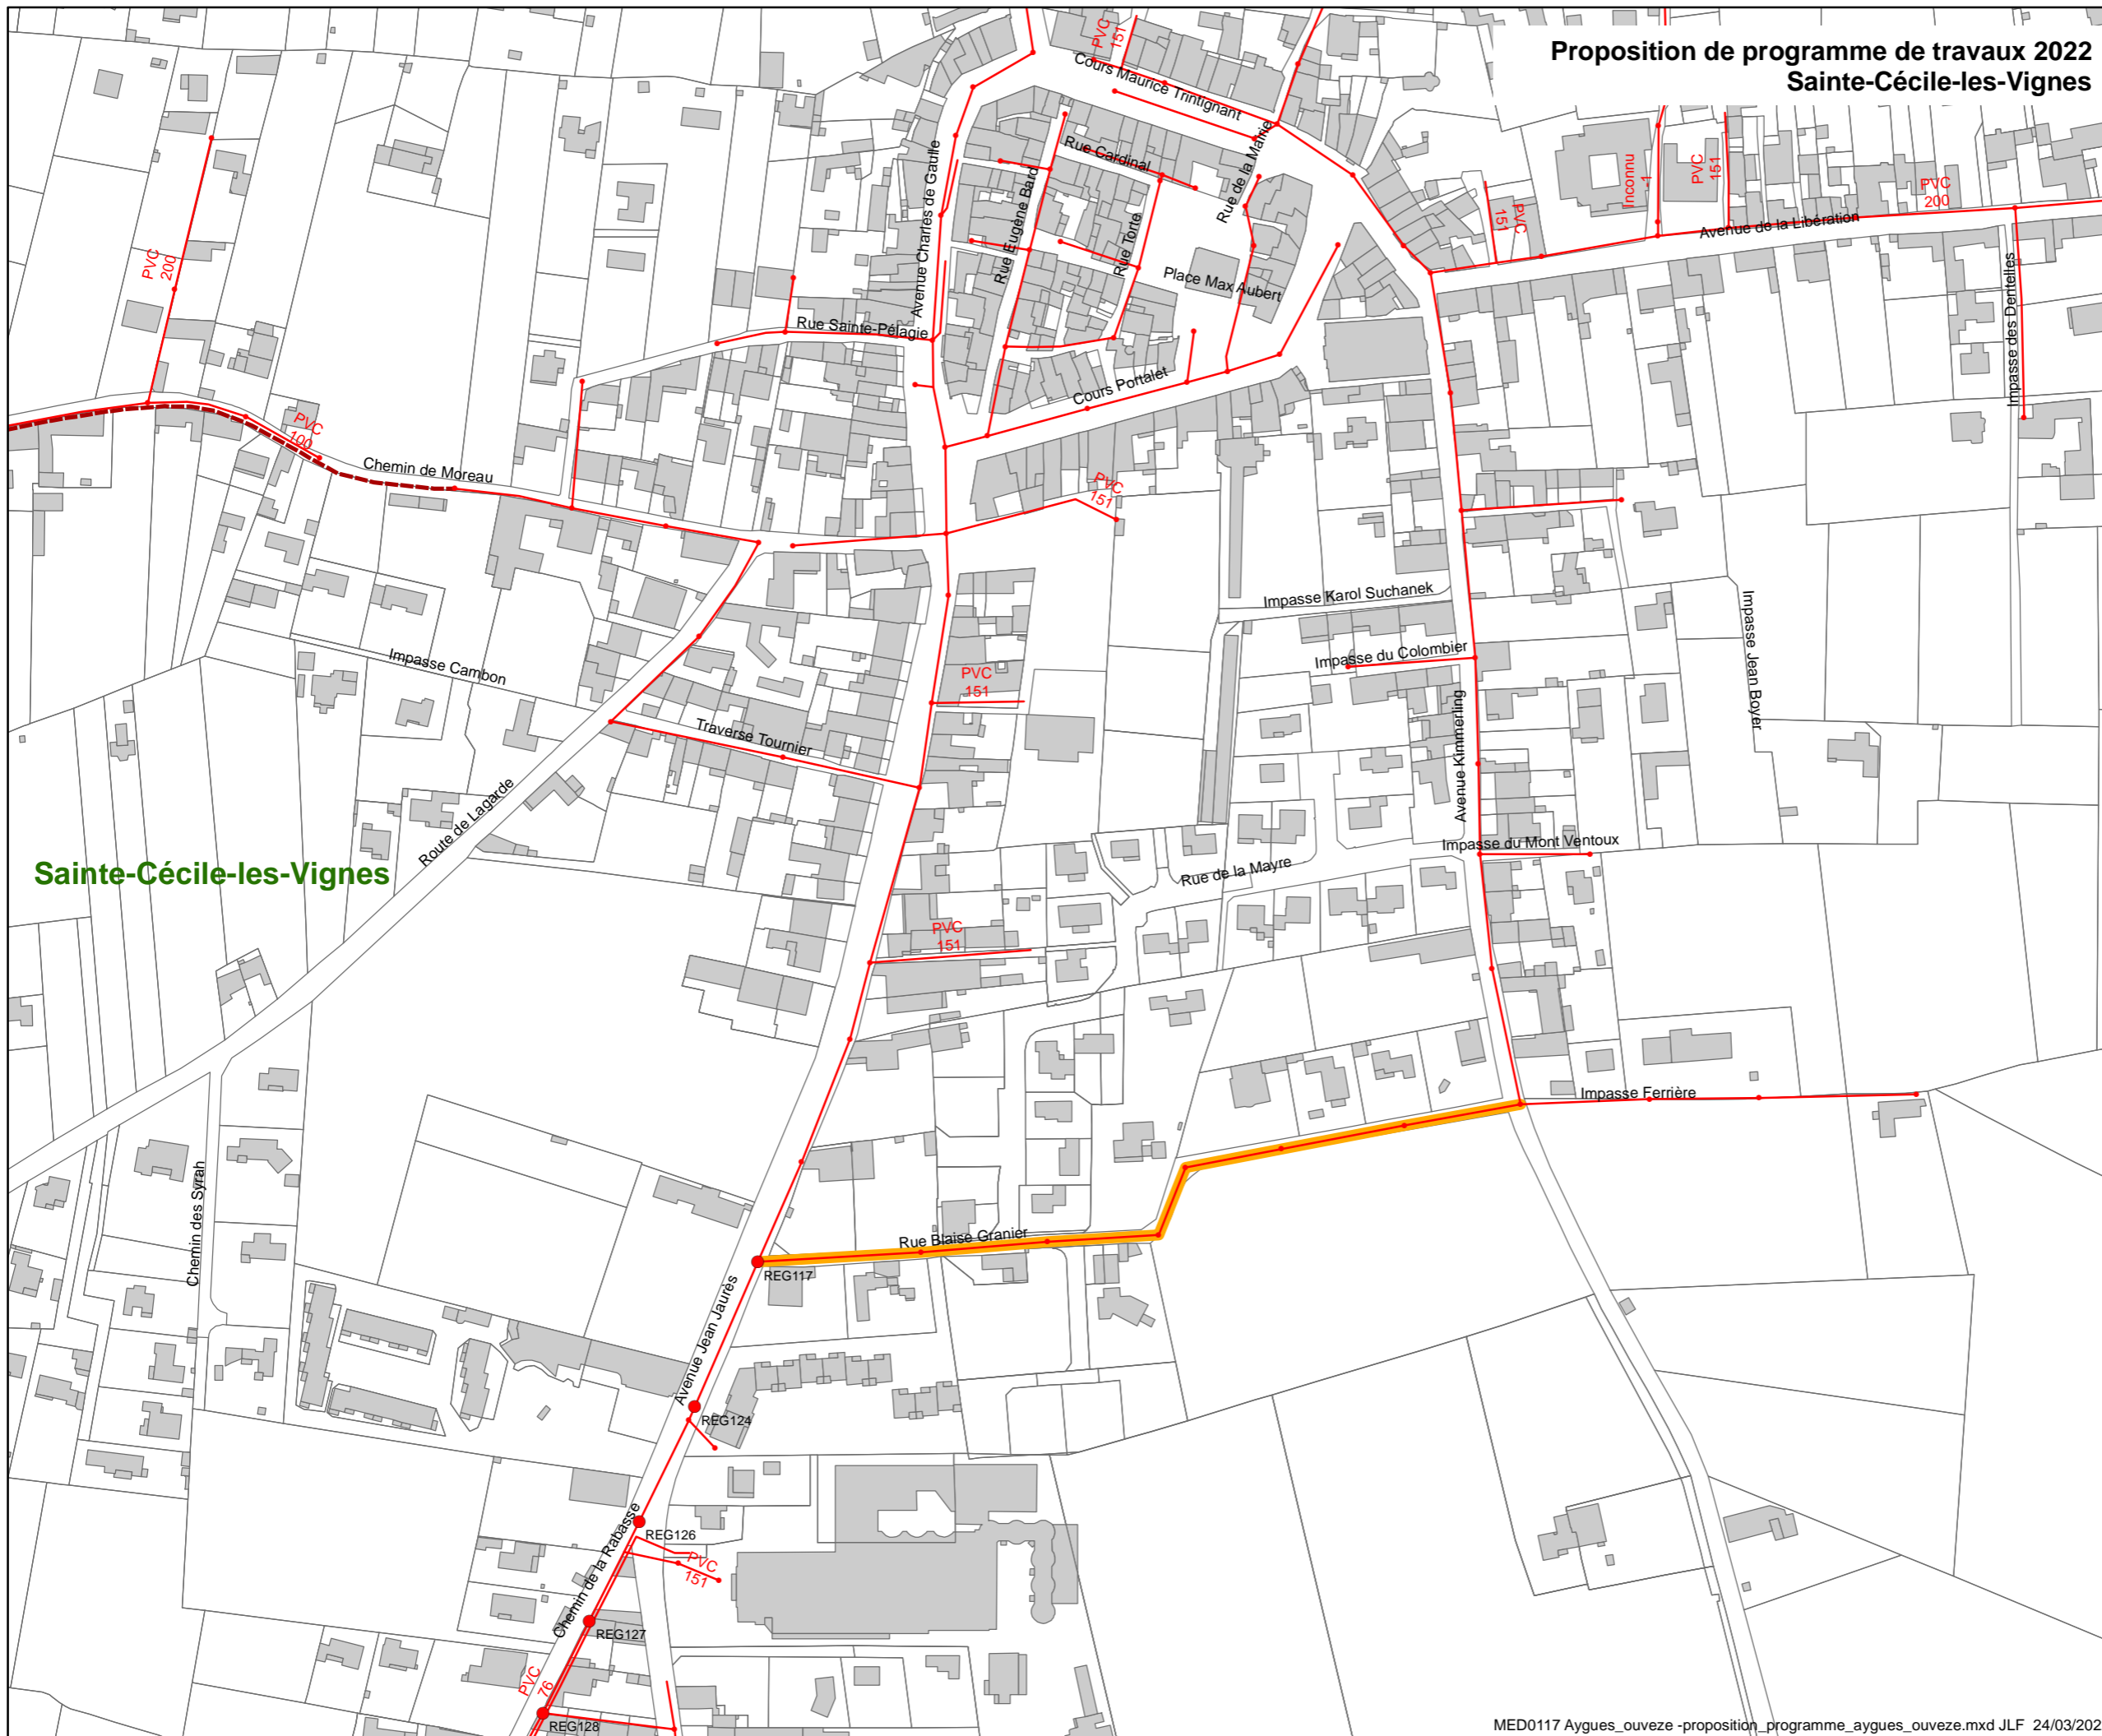 Proposition de programme de travaux 2022
Sainte-Cécile-les-Vignes
PVC
151
Cours Maurice Trintignant
Rue Cardinal
Rue de la Mairie
Avenue Charles de Gaulle
Rue Eugène Bard
Rue Torte
Place Max Aubert
Inconnu
-1
PVC
151
PVC
200
PVC
151
Avenue de la Libération
Impasse des Dentelles
PVC
200
Rue Sainte-Pélagie
Cours Portalet
PVC
100
Chemin de Moreau
PVC
151
Impasse Karol Suchanek
Impasse du Colombier
Impasse Jean Boyer
Impasse Cambon
PVC
151
Traverse Tournier
Avenue Kimmerling
Route de Lagarde
Impasse du Mont Ventoux
Rue de la Mayre
Sainte-Cécile-les-Vignes
PVC
151
Impasse Ferrière
Chemin des Syrah
Rue Blaise Granier
REG117
Avenue Jean Jaurès
REG124
REG126
PVC
151
Chemin de la Rabasse
REG127
PVC
76
REG128
MED0117 Aygues_ouveze -proposition_programme_aygues_ouveze.mxd JLF 24/03/202